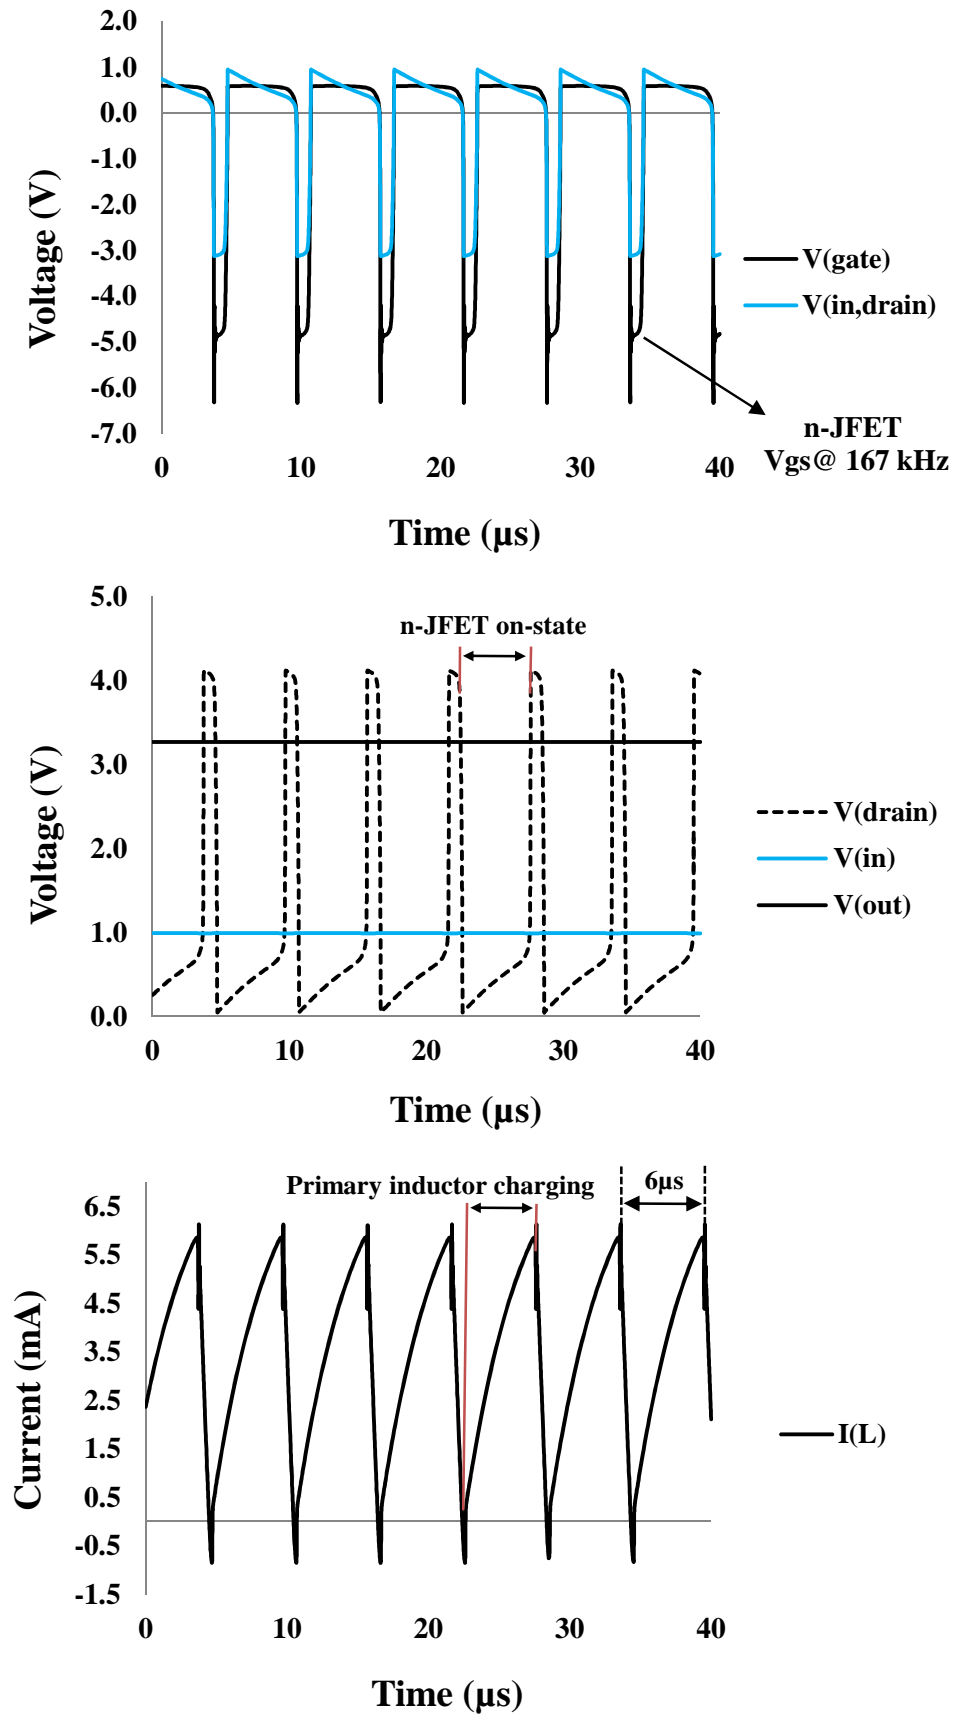 2.0
1.0
0.0
-1.0
-2.0
-3.0
-4.0
-5.0
-6.0
-7.0
Voltage (V)
0
10
20
30
40
Time (µs)
V(gate)
V(in,drain)
n-JFET
Vgs@ 167 kHz
5.0
4.0
3.0
2.0
1.0
0.0
Voltage (V)
n-JFET on-state
0
10
20
30
40
Time (µs)
V(drain)
V(in)
V(out)
6.5
5.5
4.5
3.5
2.5
1.5
0.5
-0.5
-1.5
Current (mA)
Primary inductor charging
6µs
0
10
20
30
40
Time (µs)
I(L)